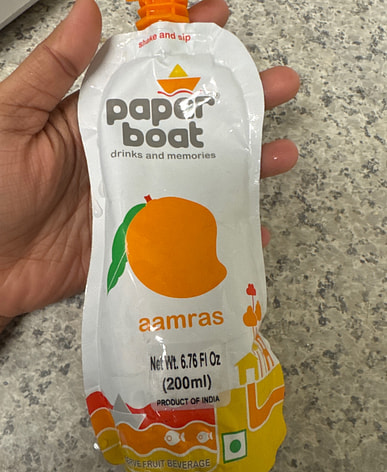 shake and sip
paper®
boat
drinks and memories
aamras
Net Wt. 6.76 Fl Oz
(200ml)
PRODUCT OF INDIA
FRUIT BEVERAGE